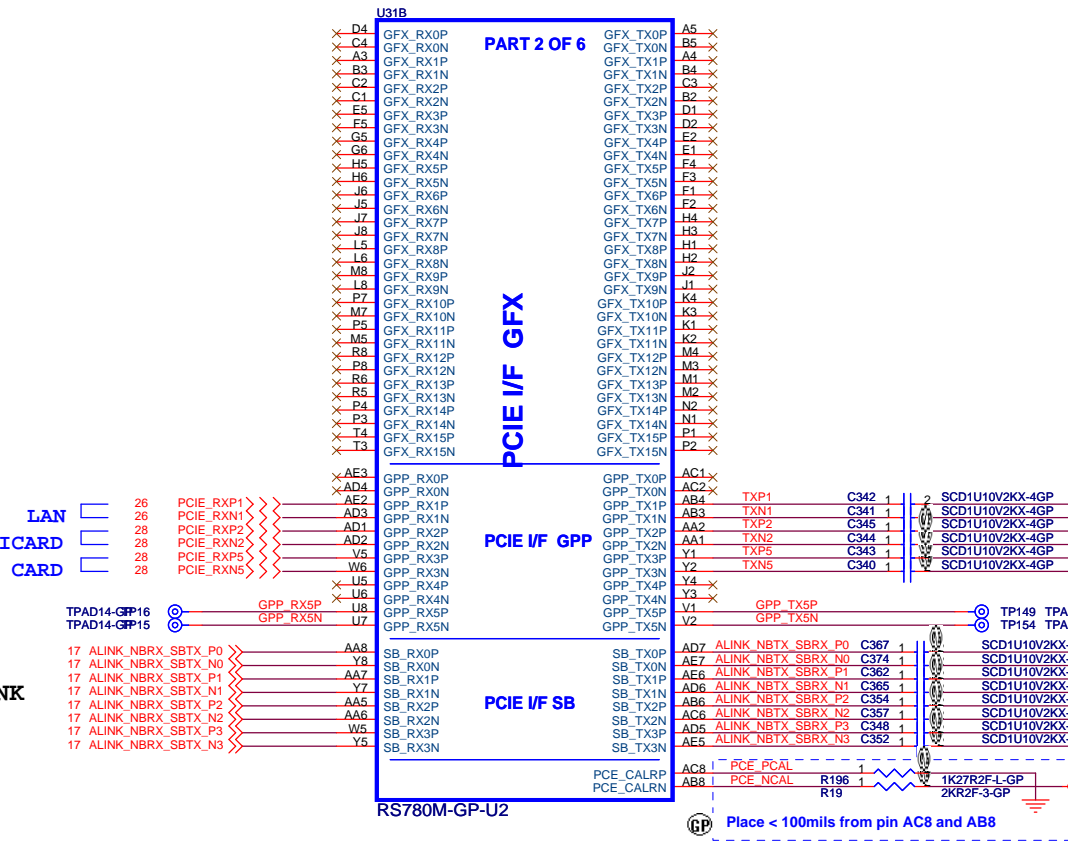 U31B
PART 2 OF 6
D4 GFX_RX0P GFX_TX0P A5
C4 GFX_RX0N GFX_TX0N B5
A3 GFX_RX1P GFX_TX1P A4
B3 GFX_RX1N GFX_TX1N B4
C2 GFX_RX2P GFX_TX2P C3
C1 GFX_RX2N GFX_TX2N B2
E5 GFX_RX3P GFX_TX3P D1
F5 GFX_RX3N GFX_TX3N D2
G5 GFX_RX4P GFX_TX4P E2
G6 GFX_RX4N GFX_TX4N E1
H5 GFX_RX5P GFX_TX5P F4
H6 GFX_RX5N GFX_TX5N F3
J6 GFX_RX6P GFX_TX6P F1
J5 GFX_RX6N GFX_TX6N F2
J7 GFX_RX7P GFX_TX7P H4
J8 GFX_RX7N GFX_TX7N H3
L5 GFX_RX8P GFX_TX8P H1
L6 GFX_RX8N GFX_TX8N H2
M8 GFX_RX9P GFX_TX9P J2
L8 GFX_RX9N GFX_TX9N J1
P7 GFX_RX10P GFX_TX10P K4
M7 GFX_RX10N GFX_TX10N K3
P5 GFX_RX11P GFX_TX11P K1
M5 GFX_RX11N GFX_TX11N K2
R8 GFX_RX12P GFX_TX12P M4
P8 GFX_RX12N GFX_TX12N M3
R6 GFX_RX13P GFX_TX13P M1
R5 GFX_RX13N GFX_TX13N M2
P4 GFX_RX14P GFX_TX14P N2
P3 GFX_RX14N GFX_TX14N N1
T4 GFX_RX15P GFX_TX15P P1
T3 GFX_RX15N GFX_TX15N P2
PCIE I/F GFX
AE3 GPP_RX0P GPP_TX0P AC1
AD4 GPP_RX0N GPP_TX0N AC2
LAN 26 PCIE_RXP1 AE2 GPP_RX1P GPP_TX1P AB4 TXP1 C342 1 2 SCD1U10V2KX-4GP
26 PCIE_RXN1 AD3 GPP_RX1N GPP_TX1N AB3 TXN1 C341 1 SCD1U10V2KX-4GP
ICARD 28 PCIE_RXP2 AD1 GPP_RX2P GPP_TX2P AA2 TXP2 C345 1 SCD1U10V2KX-4GP
28 PCIE_RXN2 AD2 GPP_RX2N GPP_TX2N AA1 TXN2 C344 1 SCD1U10V2KX-4GP
CARD 28 PCIE_RXP5 V5 GPP_RX3P GPP_TX3P Y1 TXP5 C343 1 SCD1U10V2KX-4GP
28 PCIE_RXN5 W6 GPP_RX3N GPP_TX3N Y2 TXN5 C340 1 SCD1U10V2KX-4GP
PCIE I/F GPP
U5 GPP_RX4P GPP_TX4P Y4
U6 GPP_RX4N GPP_TX4N Y3
TPAD14-GP TP16 GPP_RX5P U8 GPP_RX5P GPP_TX5P V1 GPP_TX5P TP149 TPA
TPAD14-GP TP15 GPP_RX5N U7 GPP_RX5N GPP_TX5N V2 GPP_TX5N TP154 TPA
17 ALINK_NBRX_SBTX_P0 AA8 SB_RX0P SB_TX0P AD7 ALINK_NBTX_SBRX_P0 C367 1 SCD1U10V2KX-
17 ALINK_NBRX_SBTX_N0 Y8 SB_RX0N SB_TX0N AE7 ALINK_NBTX_SBRX_N0 C374 1 SCD1U10V2KX-
17 ALINK_NBRX_SBTX_P1 AA7 SB_RX1P SB_TX1P AE6 ALINK_NBTX_SBRX_P1 C362 1 SCD1U10V2KX-
NK 17 ALINK_NBRX_SBTX_N1 Y7 SB_RX1N SB_TX1N AD6 ALINK_NBTX_SBRX_N1 C365 1 SCD1U10V2KX-
17 ALINK_NBRX_SBTX_P2 AA5 SB_RX2P SB_TX2P AB6 ALINK_NBTX_SBRX_P2 C354 1 SCD1U10V2KX-
17 ALINK_NBRX_SBTX_N2 AA6 SB_RX2N SB_TX2N AC6 ALINK_NBTX_SBRX_N2 C357 1 SCD1U10V2KX-
17 ALINK_NBRX_SBTX_P3 W5 SB_RX3P SB_TX3P AD5 ALINK_NBTX_SBRX_P3 C348 1 SCD1U10V2KX-
17 ALINK_NBRX_SBTX_N3 Y5 SB_RX3N SB_TX3N AE5 ALINK_NBTX_SBRX_N3 C352 1 SCD1U10V2KX-
PCIE I/F SB
PCE_CALRP AC8 PCE_PCAL R196 1 1K27R2F-L-GP
PCE_CALRN AB8 PCE_NCAL R19 1 2KR2F-3-GP
RS780M-GP-U2
GP Place < 100mils from pin AC8 and AB8